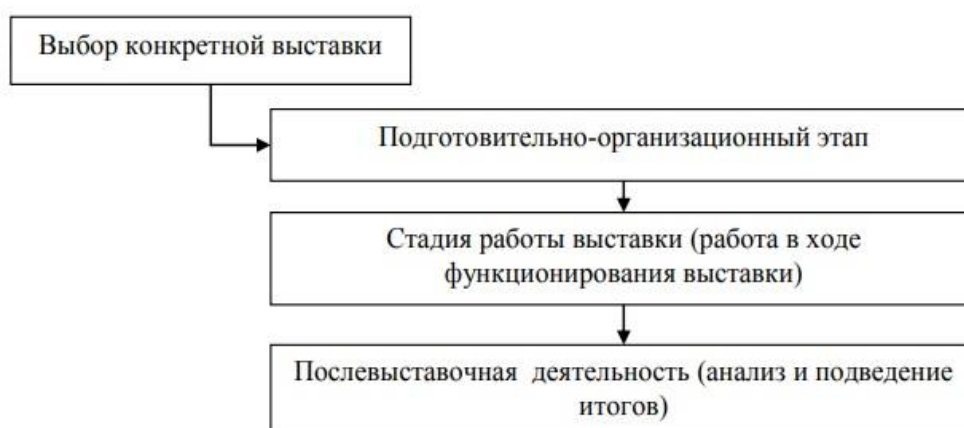 Выбор конкретной выставки
Подготовительно-организационный этап
Стадия работы выставки (работа в ходе
функционирования выставки)
Послевыставочная деятельность (анализ и подведение
итогов)